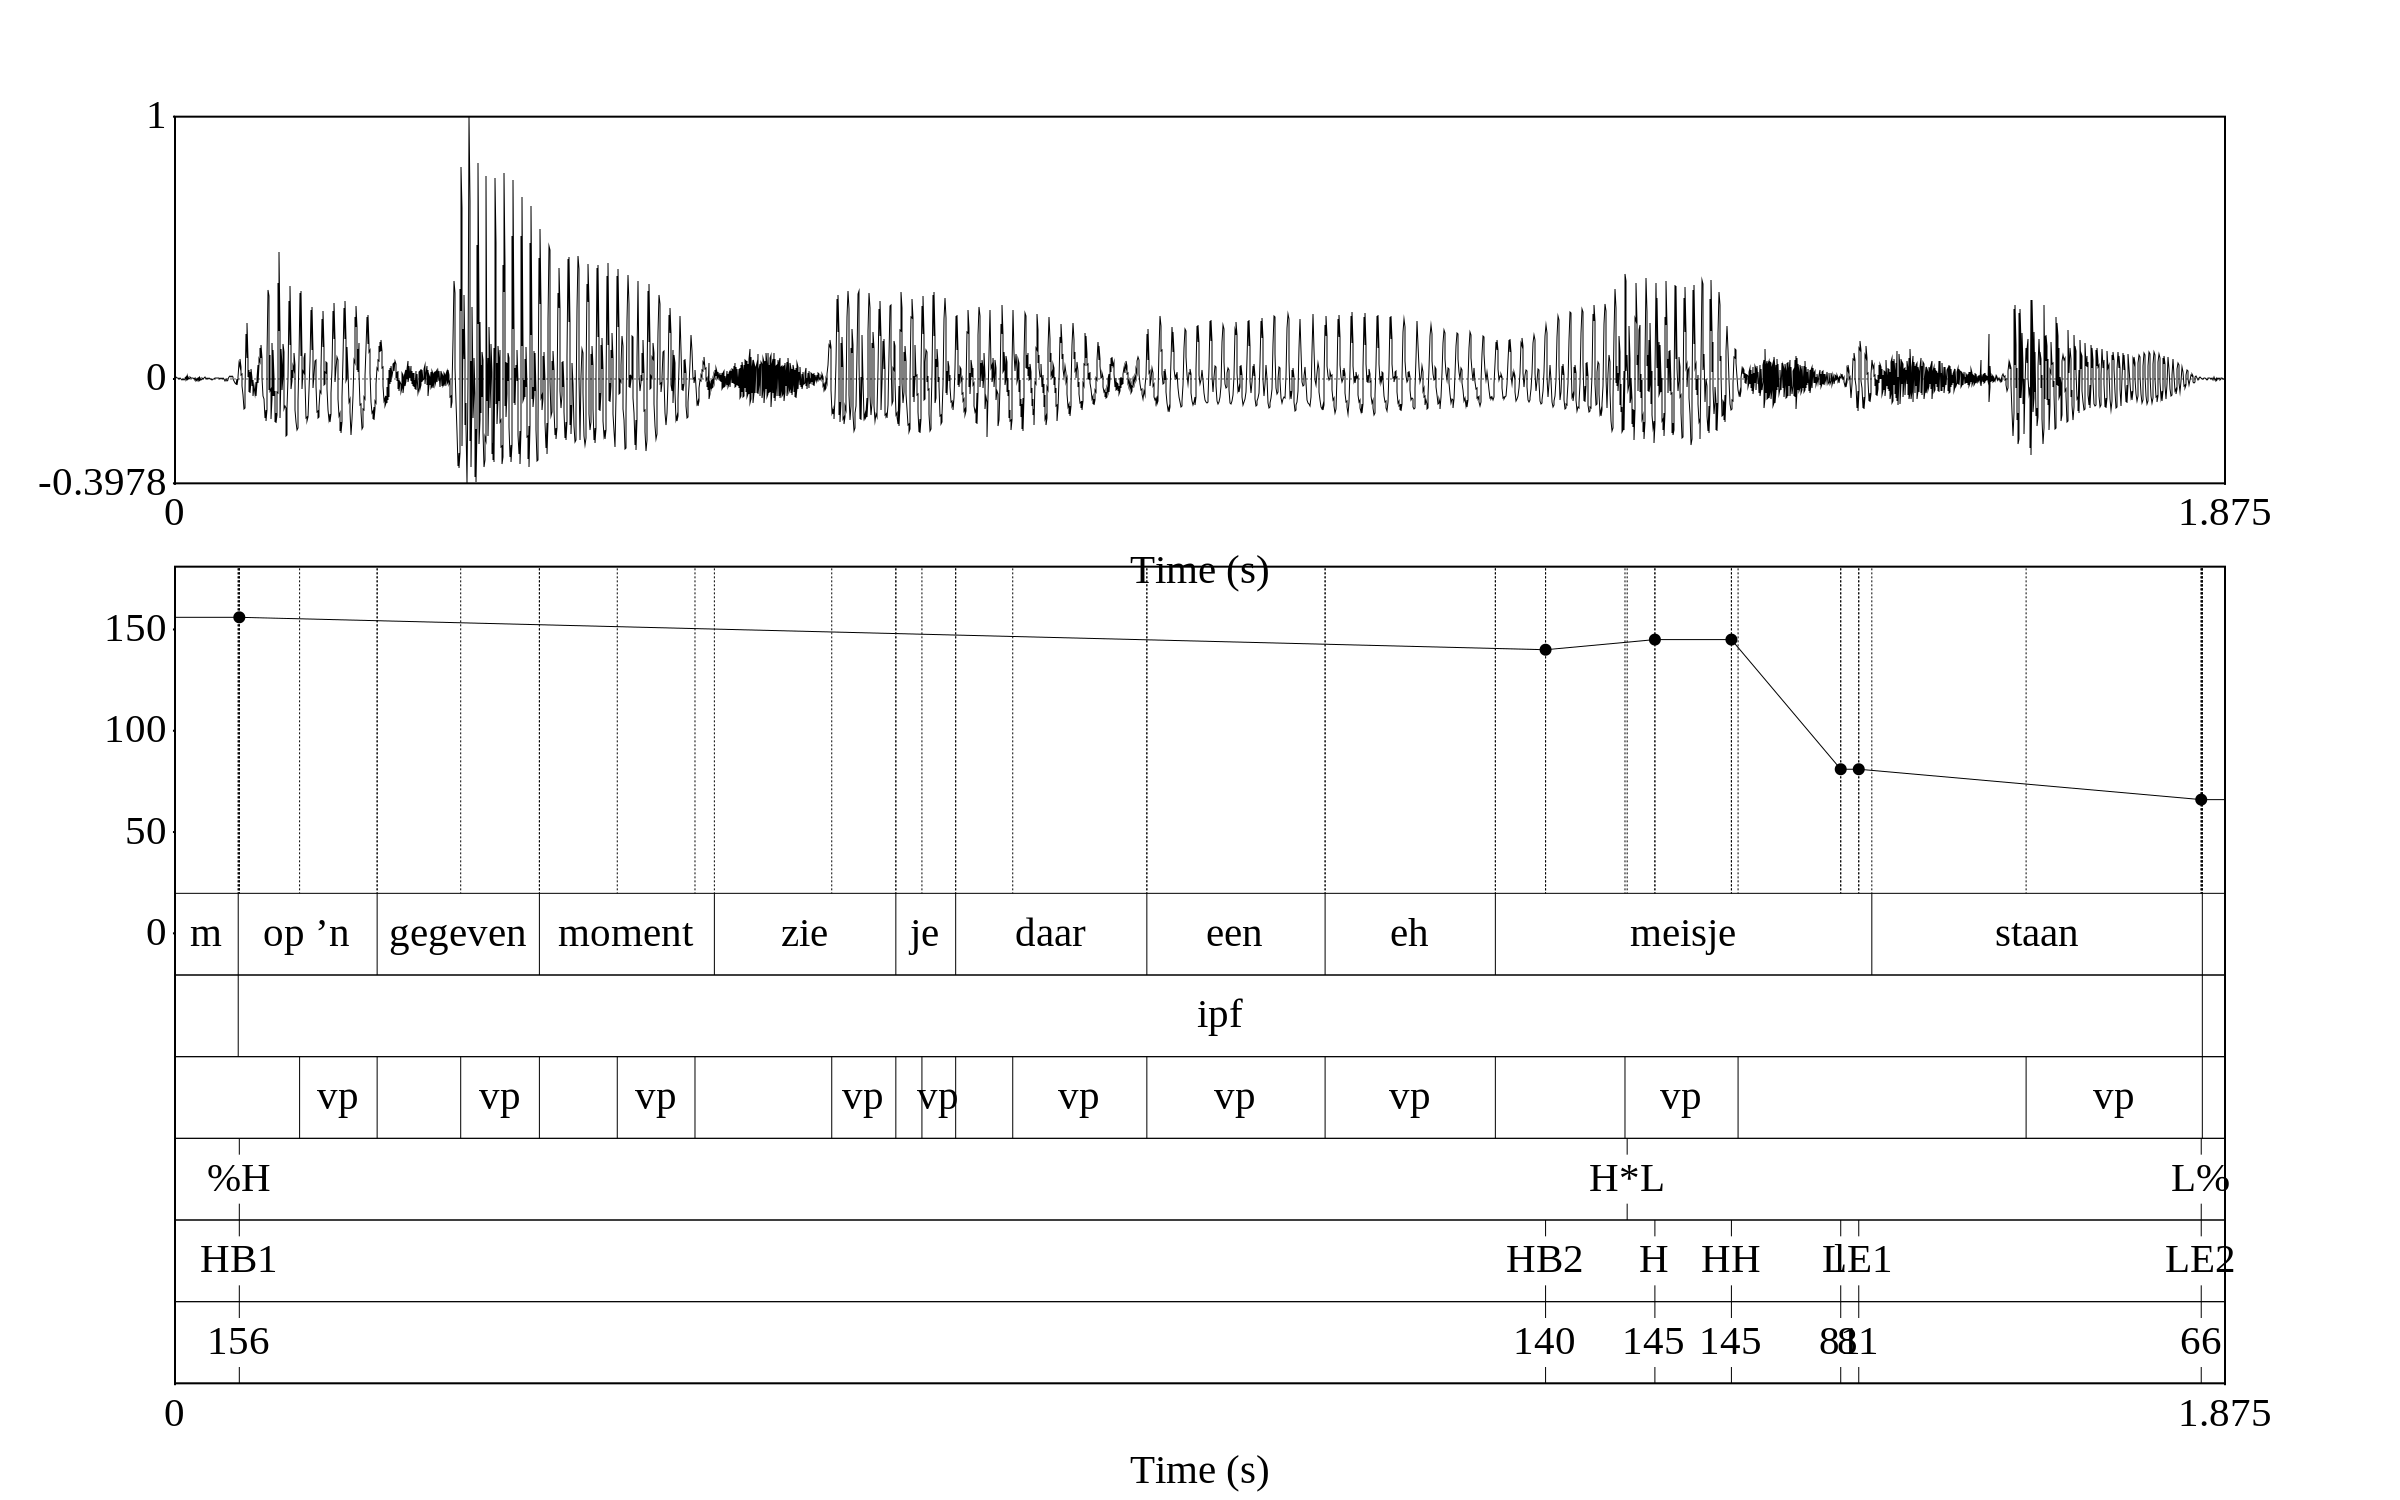 1
0
-0.3978
0 1.875
Time (s)
150
100
50
0
m op ’n gegeven moment zie je daar een eh meisje staan
ipf
vp vp vp vp vp vp vp vp vp vp
%H H*L L%
HB1 HB2 H HH L LE1 LE2
156 140 145 145 81 81 66
0 1.875
Time (s)